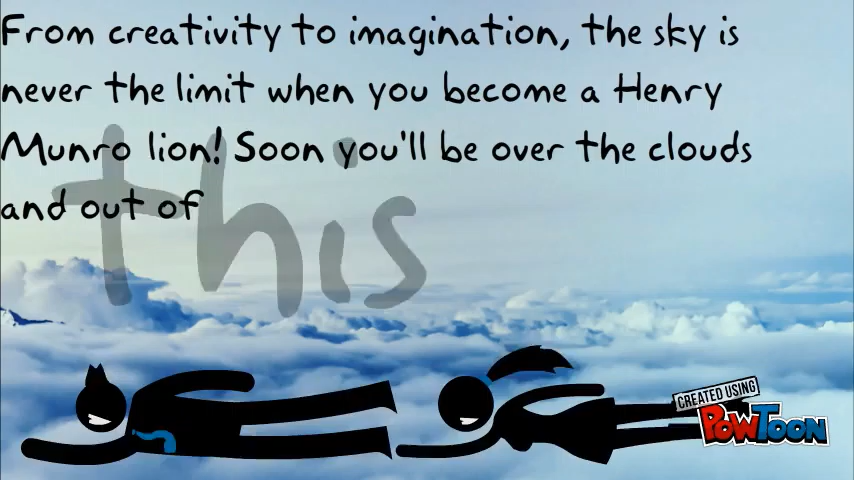 From creativity to imagination, the sky is
never the limit when you become a Henry
Munro lion! Soon you'll be over the clouds
and out of
this
CREATED USING
POWTOON